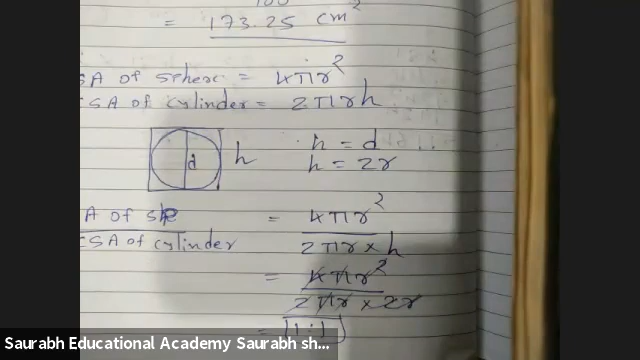 = 173.25 cm²
SA of sphere = 4πr²
CSA of cylinder = 2πrh
d h
h = d
h = 2r
A of sp = 4πr²
CSA of cylinder 2πr × h
= 4πr²
2πr × 2r
= 1:1
Saurabh Educational Academy Saurabh sh...